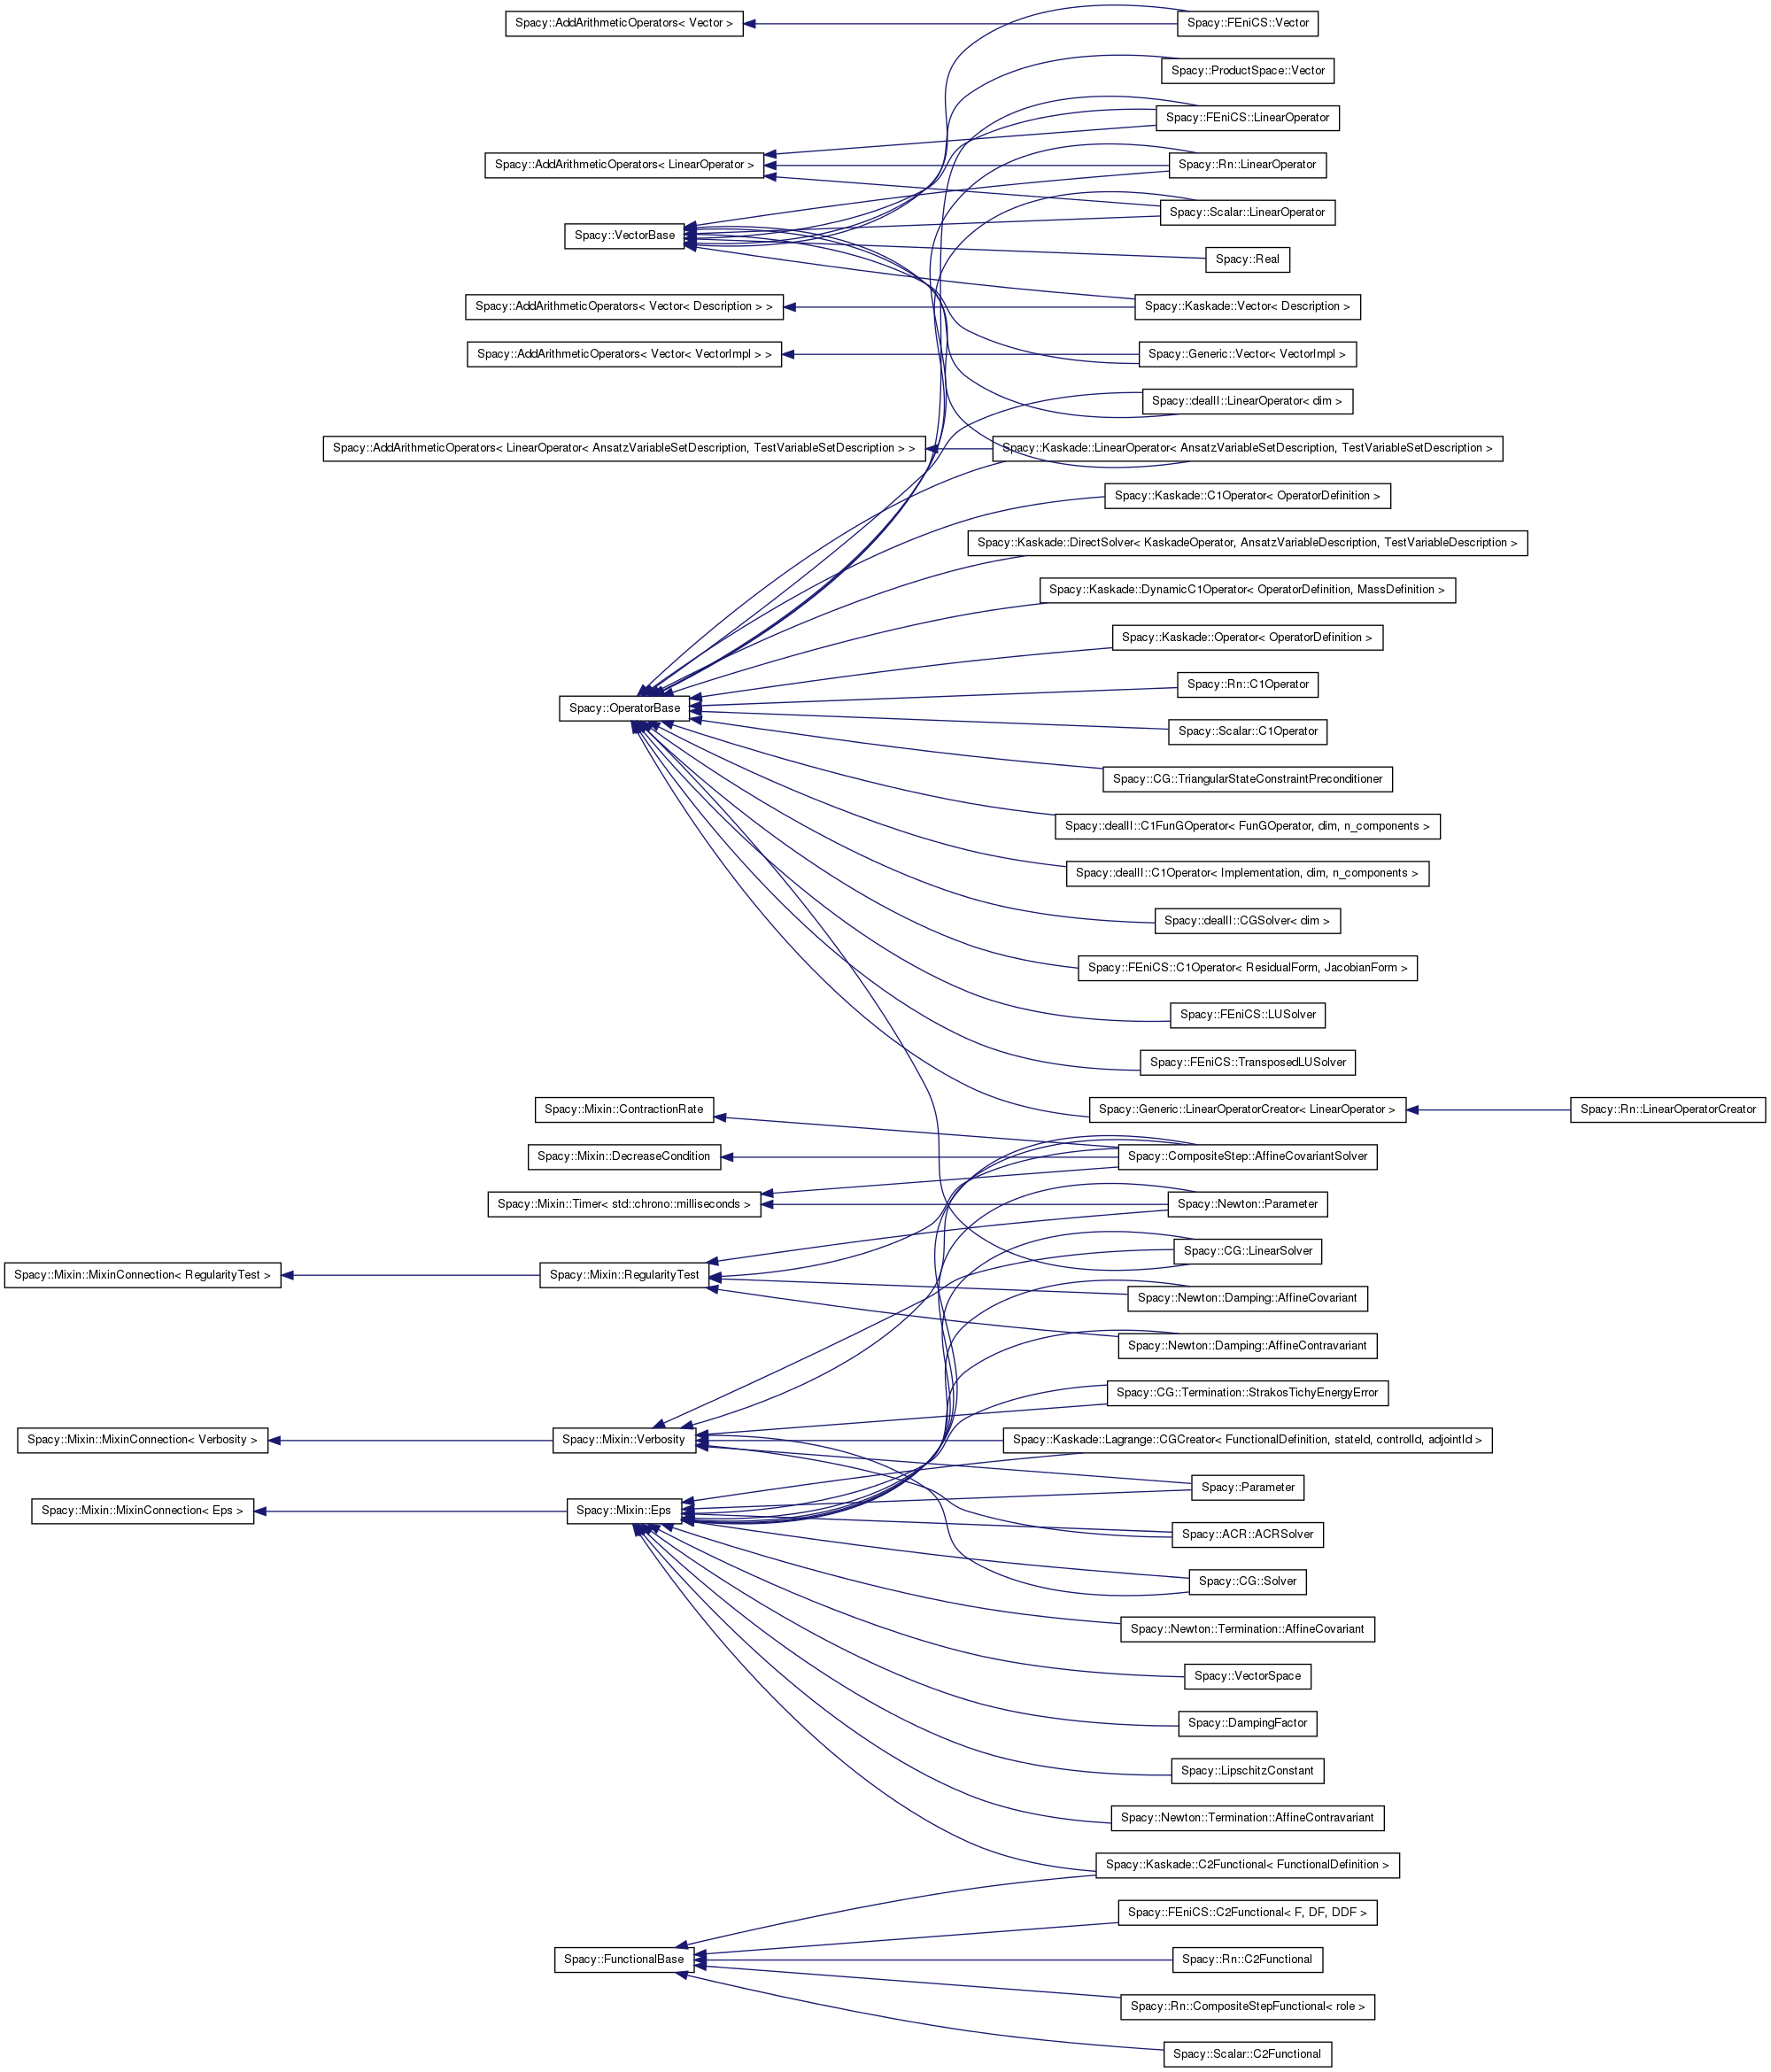 Spacy::AddArithmeticOperators< Vector >
Spacy::FEniCS::Vector
Spacy::ProductSpace::Vector
Spacy::FEniCS::LinearOperator
Spacy::AddArithmeticOperators< LinearOperator >
Spacy::Rn::LinearOperator
Spacy::Scalar::LinearOperator
Spacy::VectorBase
Spacy::Real
Spacy::AddArithmeticOperators< Vector< Description > >
Spacy::Kaskade::Vector< Description >
Spacy::AddArithmeticOperators< Vector< VectorImpl > >
Spacy::Generic::Vector< VectorImpl >
Spacy::dealII::LinearOperator< dim >
Spacy::AddArithmeticOperators< LinearOperator< AnsatzVariableSetDescription, TestVariableSetDescription > >
Spacy::Kaskade::LinearOperator< AnsatzVariableSetDescription, TestVariableSetDescription >
Spacy::Kaskade::C1Operator< OperatorDefinition >
Spacy::Kaskade::DirectSolver< KaskadeOperator, AnsatzVariableDescription, TestVariableDescription >
Spacy::Kaskade::DynamicC1Operator< OperatorDefinition, MassDefinition >
Spacy::Kaskade::Operator< OperatorDefinition >
Spacy::Rn::C1Operator
Spacy::OperatorBase
Spacy::Scalar::C1Operator
Spacy::CG::TriangularStateConstraintPreconditioner
Spacy::dealII::C1FunGOperator< FunGOperator, dim, n_components >
Spacy::dealII::C1Operator< Implementation, dim, n_components >
Spacy::dealII::CGSolver< dim >
Spacy::FEniCS::C1Operator< ResidualForm, JacobianForm >
Spacy::FEniCS::LUSolver
Spacy::FEniCS::TransposedLUSolver
Spacy::Mixin::ContractionRate
Spacy::Generic::LinearOperatorCreator< LinearOperator >
Spacy::Rn::LinearOperatorCreator
Spacy::Mixin::DecreaseCondition
Spacy::CompositeStep::AffineCovariantSolver
Spacy::Mixin::Timer< std::chrono::milliseconds >
Spacy::Newton::Parameter
Spacy::CG::LinearSolver
Spacy::Mixin::MixinConnection< RegularityTest >
Spacy::Mixin::RegularityTest
Spacy::Newton::Damping::AffineCovariant
Spacy::Newton::Damping::AffineContravariant
Spacy::CG::Termination::StrakosTichyEnergyError
Spacy::Mixin::MixinConnection< Verbosity >
Spacy::Mixin::Verbosity
Spacy::Kaskade::Lagrange::CGCreator< FunctionalDefinition, stateId, controlId, adjointId >
Spacy::Parameter
Spacy::Mixin::MixinConnection< Eps >
Spacy::Mixin::Eps
Spacy::ACR::ACRSolver
Spacy::CG::Solver
Spacy::Newton::Termination::AffineCovariant
Spacy::VectorSpace
Spacy::DampingFactor
Spacy::LipschitzConstant
Spacy::Newton::Termination::AffineContravariant
Spacy::Kaskade::C2Functional< FunctionalDefinition >
Spacy::FEniCS::C2Functional< F, DF, DDF >
Spacy::FunctionalBase
Spacy::Rn::C2Functional
Spacy::Rn::CompositeStepFunctional< role >
Spacy::Scalar::C2Functional